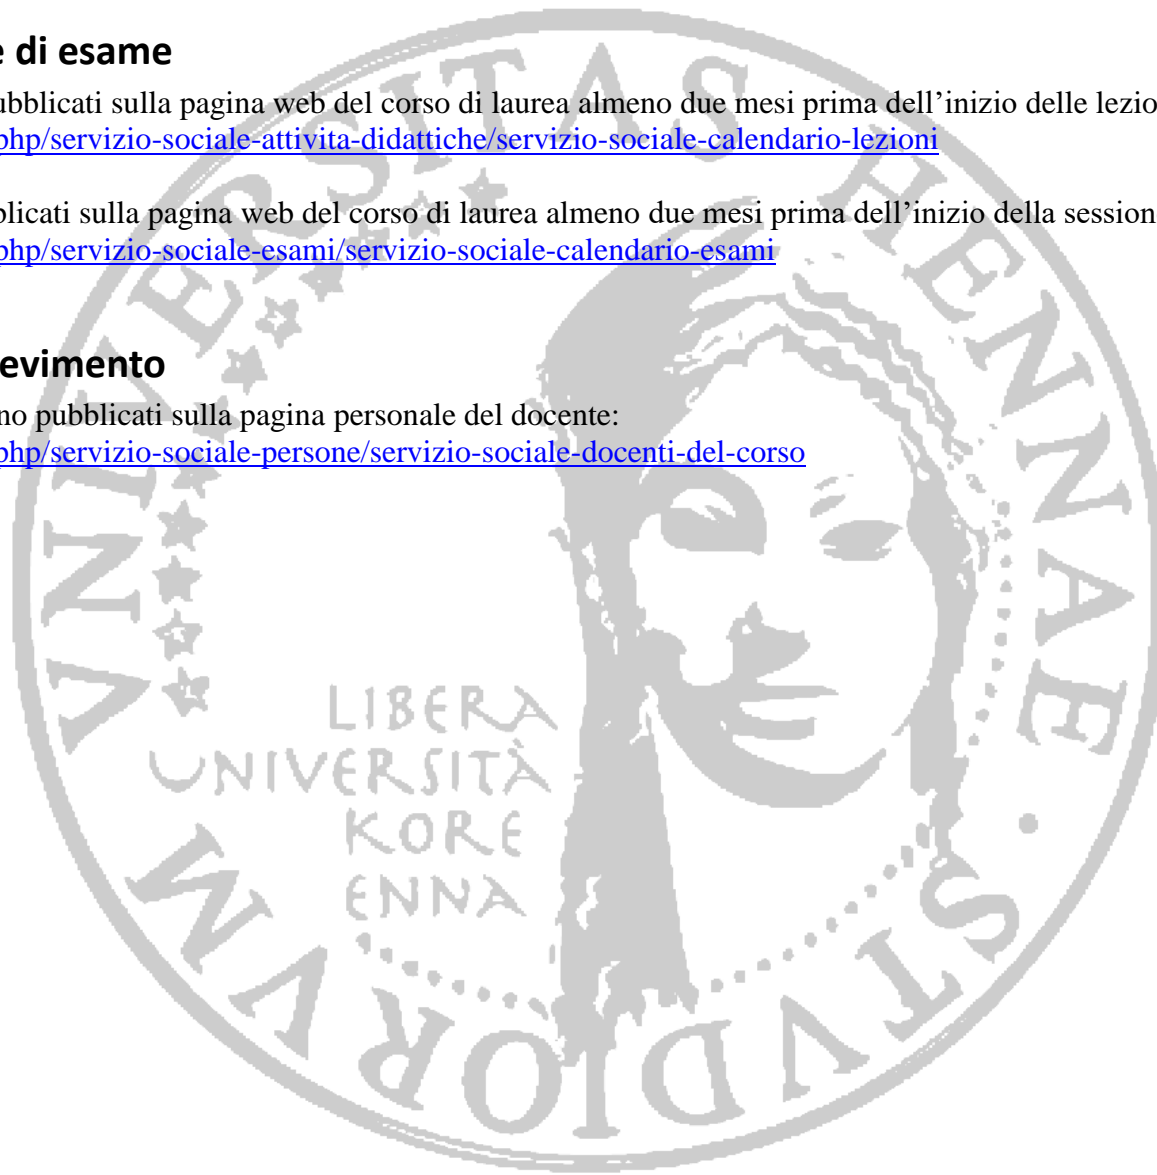 e di esame
ubblicati sulla pagina web del corso di laurea almeno due mesi prima dell’inizio delle lezio
php/servizio-sociale-attivita-didattiche/servizio-sociale-calendario-lezioni
blicati sulla pagina web del corso di laurea almeno due mesi prima dell’inizio della session
php/servizio-sociale-esami/servizio-sociale-calendario-esami
evimento
no pubblicati sulla pagina personale del docente:
php/servizio-sociale-persone/servizio-sociale-docenti-del-corso
VNIVERSITAS HENNAE · STVDIORVM
LIBERA
UNIVERSITÀ
KORE
ENNA